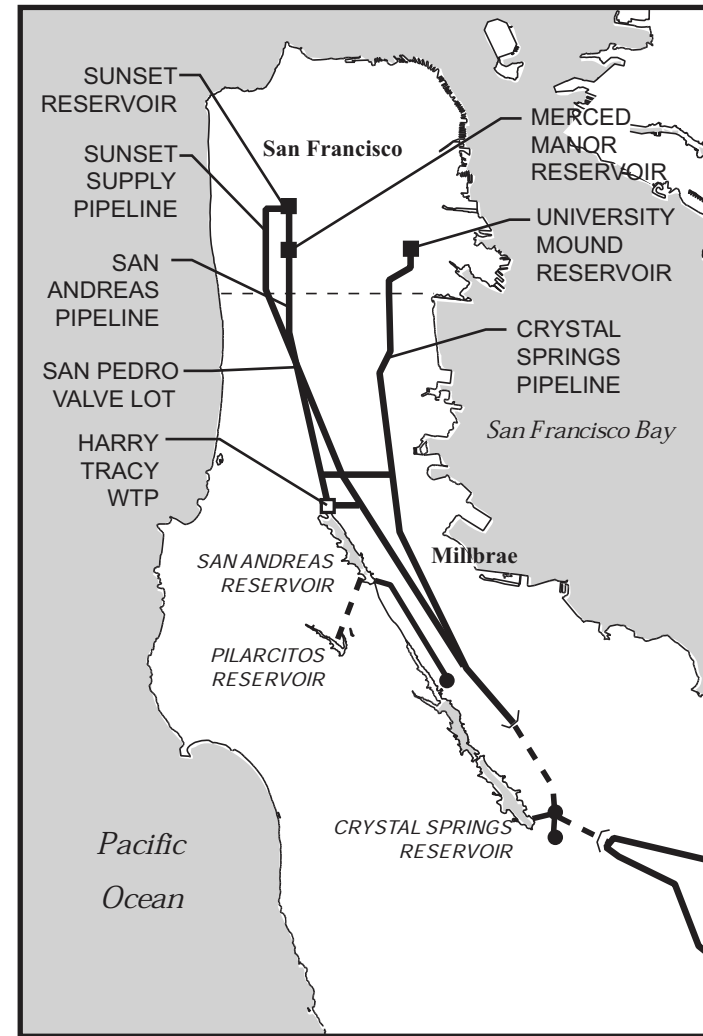 SUNSET
RESERVOIR
SUNSET
SUPPLY
PIPELINE
SAN
ANDREAS
PIPELINE
SAN PEDRO
VALVE LOT
HARRY
TRACY
WTP
San Francisco
MERCED
MANOR
RESERVOIR
UNIVERSITY
MOUND
RESERVOIR
CRYSTAL
SPRINGS
PIPELINE
San Francisco Bay
Millbrae
SAN ANDREAS
RESERVOIR
PILARCITOS
RESERVOIR
CRYSTAL SPRINGS
RESERVOIR
Pacific
Ocean